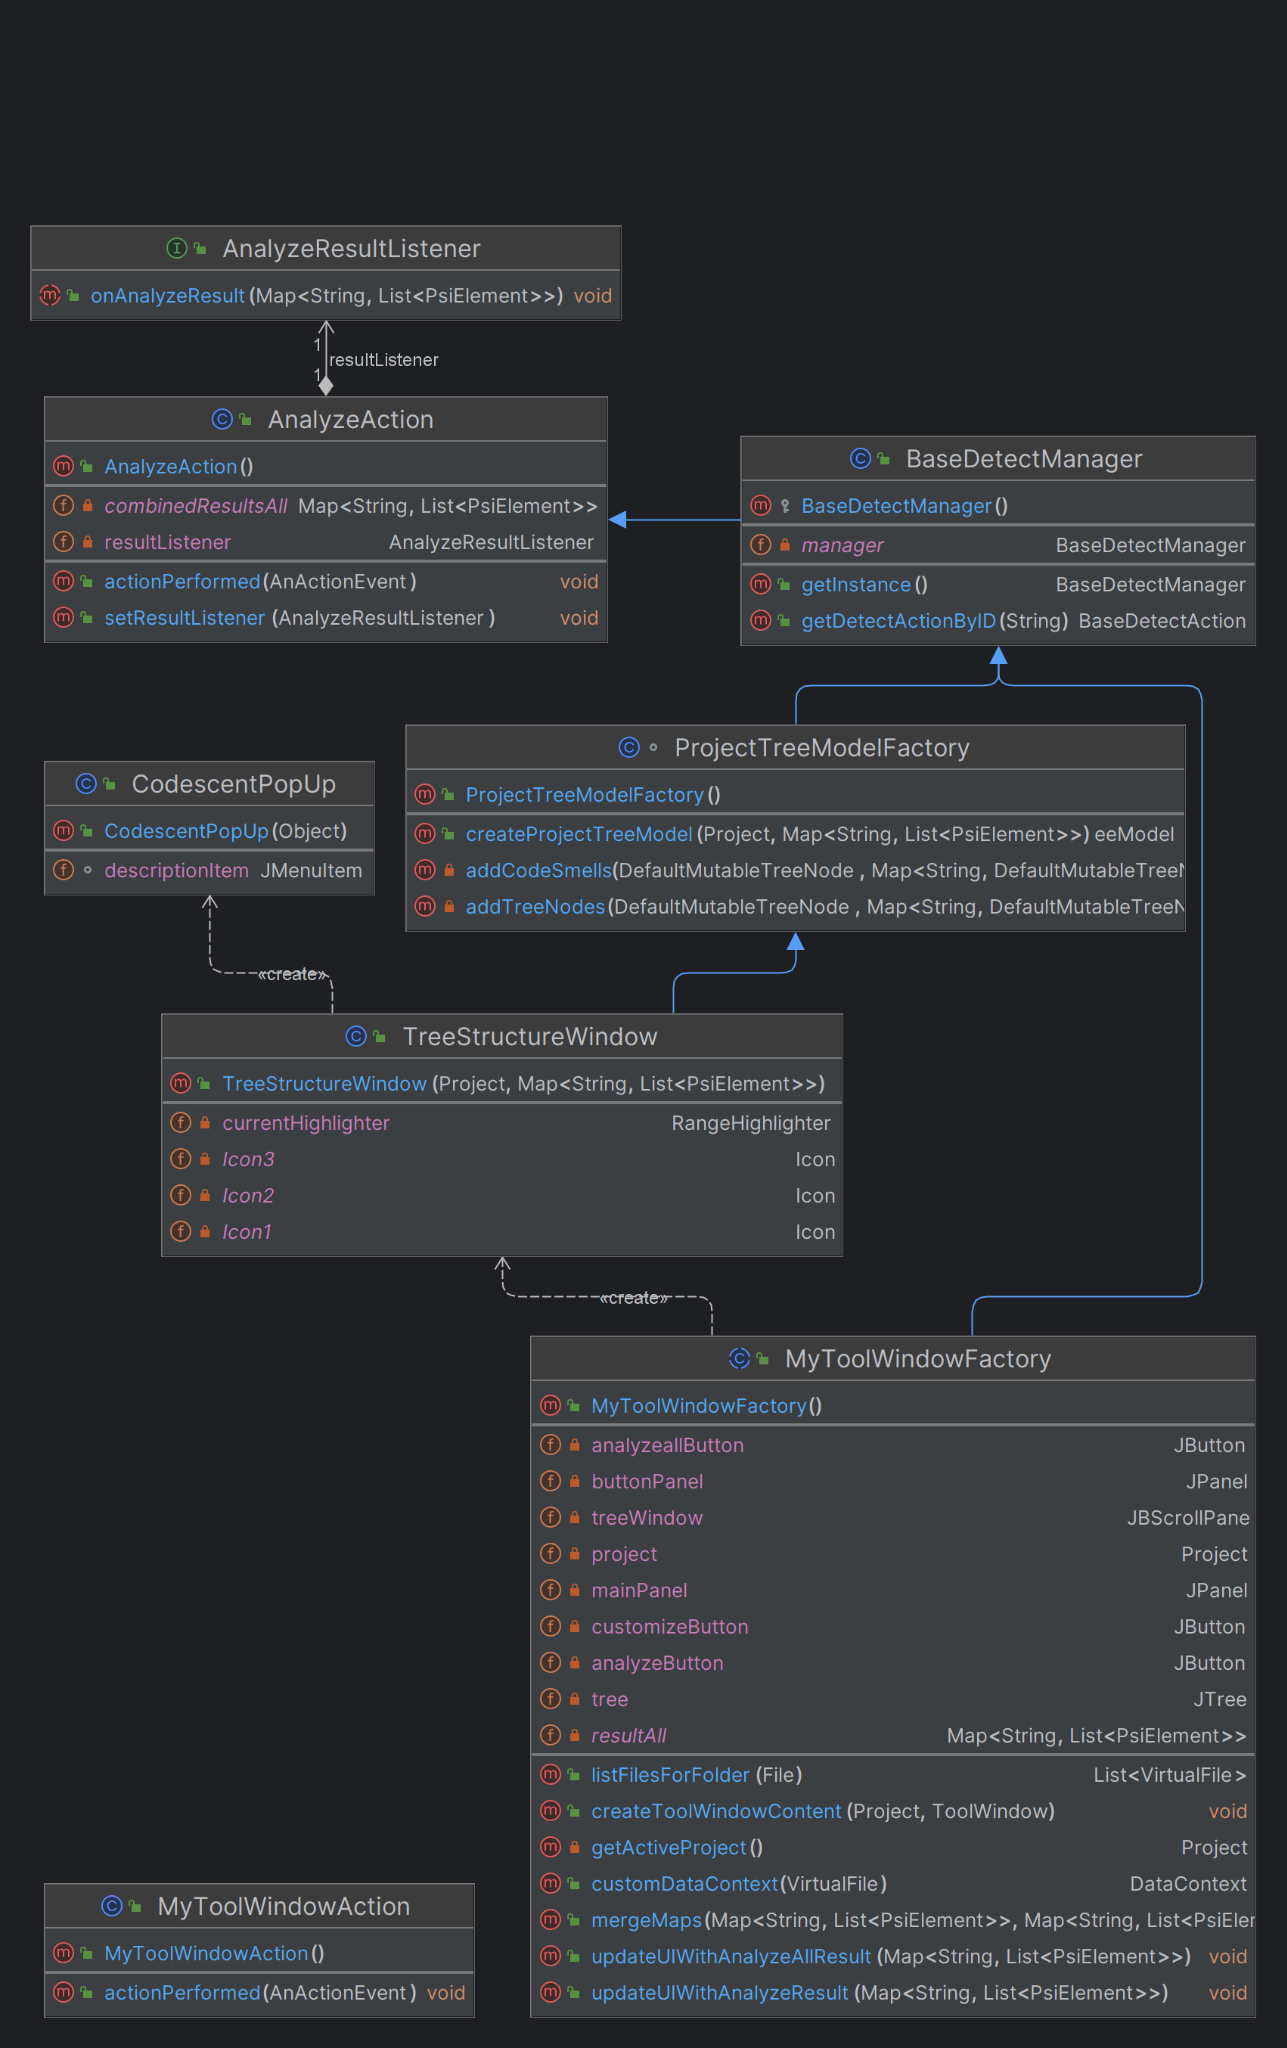 AnalyzeResultListener
onAnalyzeResult(Map<String, List<PsiElement>>) void
1
resultListener
1
AnalyzeAction
AnalyzeAction()
combinedResultsAll Map<String, List<PsiElement>>
resultListener AnalyzeResultListener
actionPerformed(AnActionEvent) void
setResultListener(AnalyzeResultListener) void
BaseDetectManager
BaseDetectManager()
manager BaseDetectManager
getInstance() BaseDetectManager
getDetectActionByID(String) BaseDetectAction
ProjectTreeModelFactory
ProjectTreeModelFactory()
createProjectTreeModel(Project, Map<String, List<PsiElement>>) eeModel
addCodeSmells(DefaultMutableTreeNode, Map<String, DefaultMutableTreeN
addTreeNodes(DefaultMutableTreeNode, Map<String, DefaultMutableTreeN
CodescentPopUp
CodescentPopUp(Object)
descriptionItem JMenuItem
«create»
TreeStructureWindow
TreeStructureWindow(Project, Map<String, List<PsiElement>>)
currentHighlighter RangeHighlighter
Icon3 Icon
Icon2 Icon
Icon1 Icon
«create»
MyToolWindowFactory
MyToolWindowFactory()
analyzeallButton JButton
buttonPanel JPanel
treeWindow JBScrollPane
project Project
mainPanel JPanel
customizeButton JButton
analyzeButton JButton
tree JTree
resultAll Map<String, List<PsiElement>>
listFilesForFolder(File) List<VirtualFile>
createToolWindowContent(Project, ToolWindow) void
getActiveProject() Project
customDataContext(VirtualFile) DataContext
mergeMaps(Map<String, List<PsiElement>>, Map<String, List<PsiEler
updateUIWithAnalyzeAllResult(Map<String, List<PsiElement>>) void
updateUIWithAnalyzeResult(Map<String, List<PsiElement>>) void
MyToolWindowAction
MyToolWindowAction()
actionPerformed(AnActionEvent) void